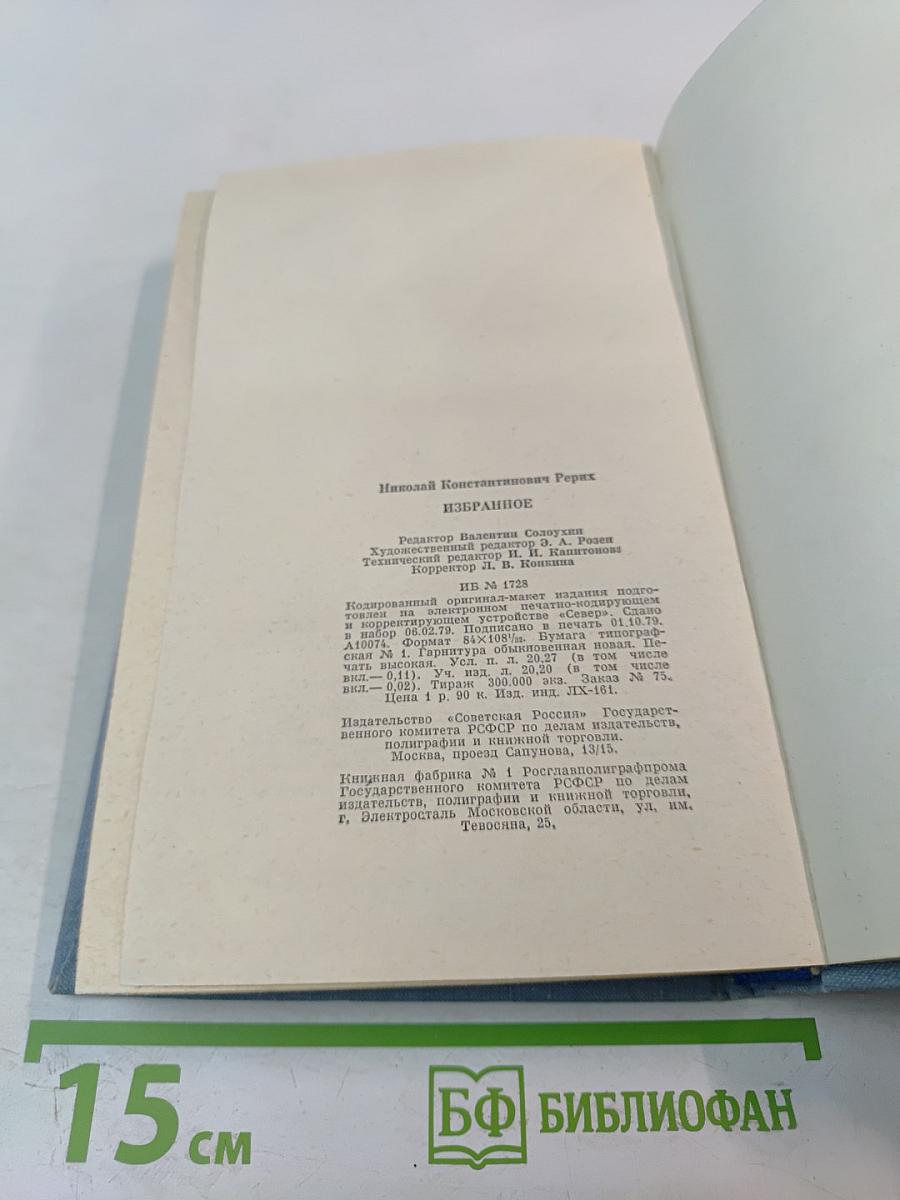 Николай Константинович Рерих
ИЗБРАННОЕ
Редактор Валентин Солоухин
Художественный редактор Э. А. Розен
Технический редактор И. И. Капитонова
Корректор Л. В. Конкина
ИБ № 1728
Кодированный оригинал-макет издания подго-
товлен на электронном печатно-кодирующем
и корректирующем устройстве «Север». Сдано
в набор 06.02.79. Подписано в печать 01.10.79.
А10074. Формат 84×108¹/₃₂. Бумага типограф-
ская № 1. Гарнитура обыкновенная новая. Пе-
чать высокая. Усл. п. л. 20,27 (в том числе
вкл.— 0,11). Уч. изд. л. 20,20 (в том числе
вкл.— 0,02). Тираж 300.000 экз. Заказ № 75.
Цена 1 р. 90 к. Изд. инд. ЛХ-161.
Издательство «Советская Россия» Государст-
венного комитета РСФСР по делам издательств,
полиграфии и книжной торговли.
Москва, проезд Сапунова, 13/15.
Книжная фабрика № 1 Росглавполиграфпрома
Государственного комитета РСФСР по делам
издательств, полиграфии и книжной торговли,
г. Электросталь Московской области, ул. им.
Тевосяна, 25.
15 см
БФ БИБЛИОФАН